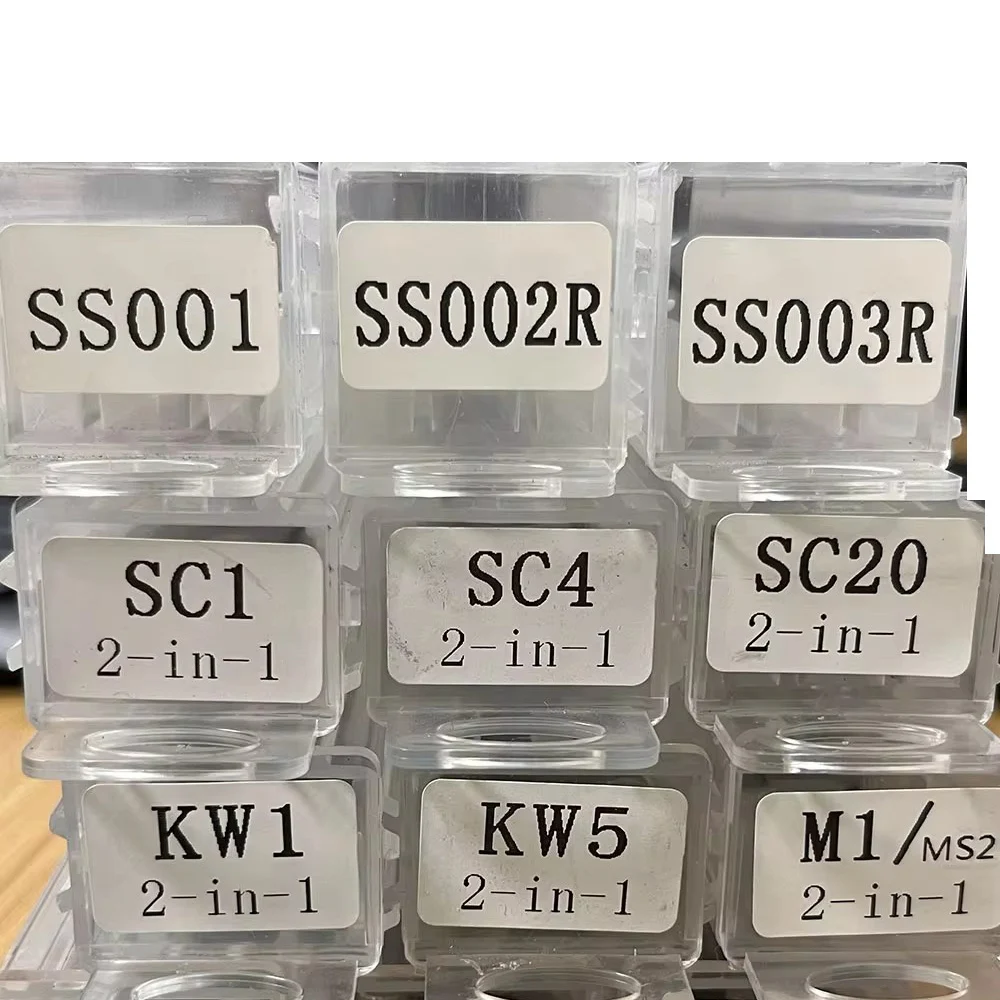 SS001
SS002R
SS003R
SC1
2-in-1
SC4
2-in-1
SC20
2-in-1
KW1
2-in-1
KW5
2-in-1
M1/MS2
2-in-1